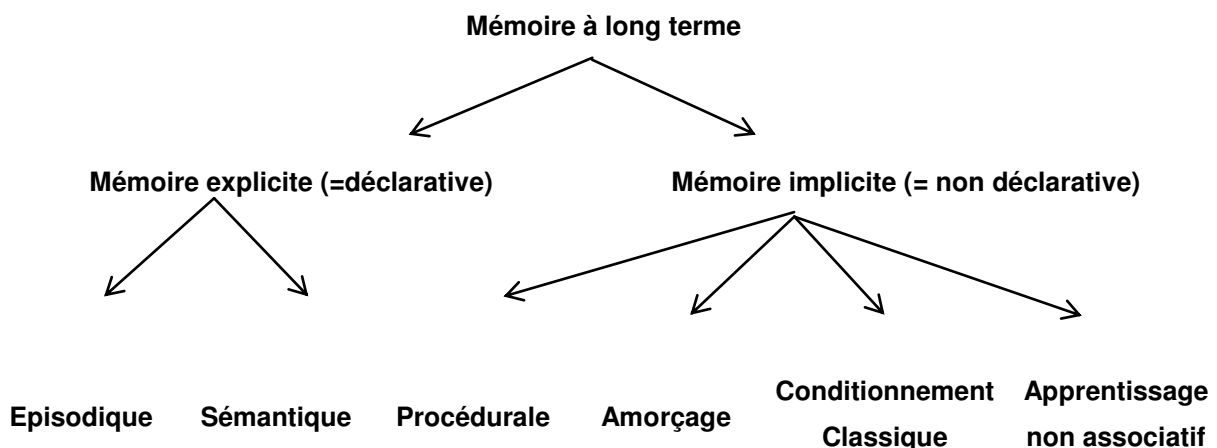 Mémoire à long terme
Mémoire explicite (=déclarative)
Mémoire implicite (= non déclarative)
Episodique
Sémantique
Procédurale
Amorçage
Conditionnement
Classique
Apprentissage
non associatif